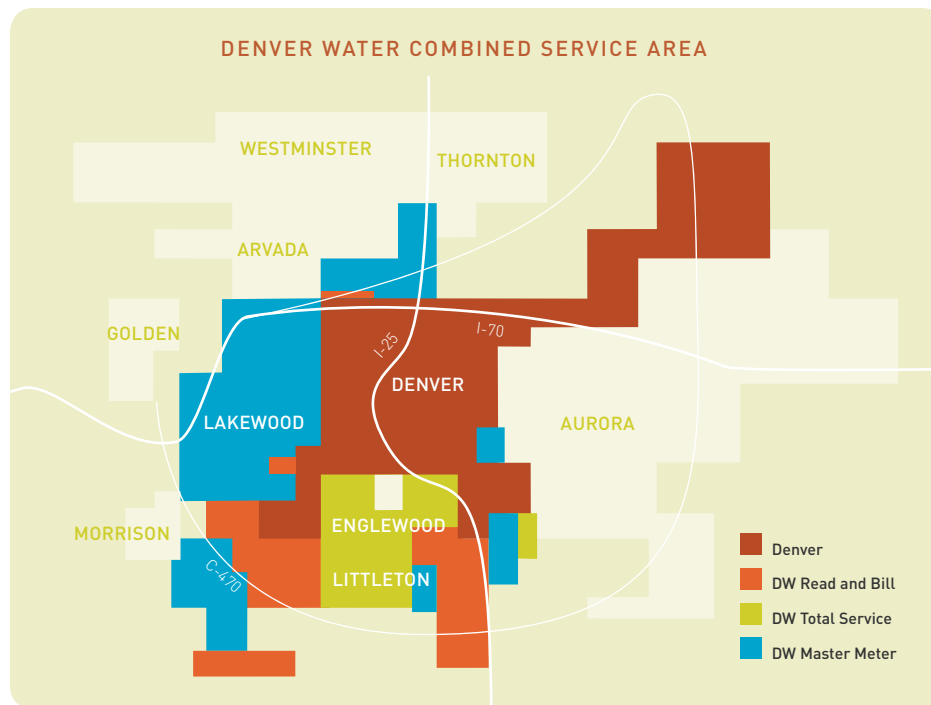 DENVER WATER COMBINED SERVICE AREA
WESTMINSTER
THORNTON
ARVADA
GOLDEN
I-25
I-70
DENVER
LAKEWOOD
AURORA
ENGLEWOOD
MORRISON
C-470
LITTLETON
Denver
DW Read and Bill
DW Total Service
DW Master Meter